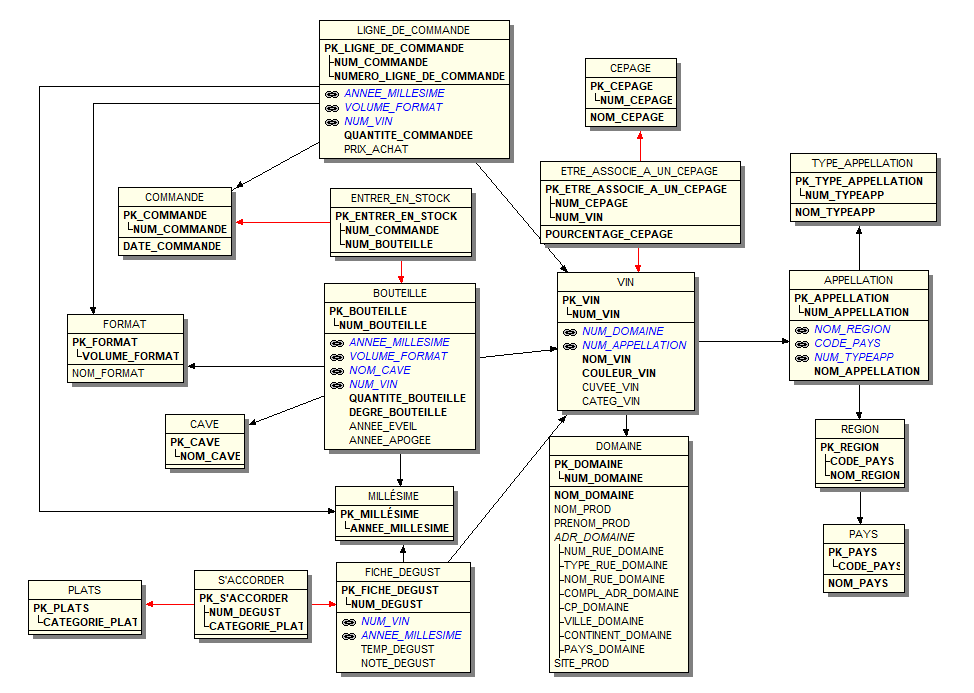 LIGNE_DE_COMMANDE
PK_LIGNE_DE_COMMANDE
NUM_COMMANDE
NUMERO_LIGNE_DE_COMMANDE
ANNEE_MILLESIME
VOLUME_FORMAT
NUM_VIN
QUANTITE_COMMANDEE
PRIX_ACHAT
CEPAGE
PK_CEPAGE
NUM_CEPAGE
NOM_CEPAGE
ETRE_ASSOCIE_A_UN_CEPAGE
PK_ETRE_ASSOCIE_A_UN_CEPAGE
NUM_CEPAGE
NUM_VIN
POURCENTAGE_CEPAGE
TYPE_APPELLATION
PK_TYPE_APPELLATION
NUM_TYPEAPP
NOM_TYPEAPP
COMMANDE
PK_COMMANDE
NUM_COMMANDE
DATE_COMMANDE
ENTRER_EN_STOCK
PK_ENTRER_EN_STOCK
NUM_COMMANDE
NUM_BOUTEILLE
VIN
PK_VIN
NUM_VIN
NUM_DOMAINE
NUM_APPELLATION
NOM_VIN
COULEUR_VIN
CUVEE_VIN
CATEG_VIN
APPELLATION
PK_APPELLATION
NUM_APPELLATION
NOM_REGION
CODE_PAYS
NUM_TYPEAPP
NOM_APPELLATION
BOUTEILLE
PK_BOUTEILLE
NUM_BOUTEILLE
ANNEE_MILLESIME
VOLUME_FORMAT
NOM_CAVE
NUM_VIN
QUANTITE_BOUTEILLE
DEGRE_BOUTEILLE
ANNEE_EVEIL
ANNEE_APOGEE
FORMAT
PK_FORMAT
VOLUME_FORMAT
NOM_FORMAT
CAVE
PK_CAVE
NOM_CAVE
REGION
PK_REGION
CODE_PAYS
NOM_REGION
DOMAINE
PK_DOMAINE
NUM_DOMAINE
NOM_DOMAINE
NOM_PROD
PRENOM_PROD
ADR_DOMAINE
NUM_RUE_DOMAINE
TYPE_RUE_DOMAINE
NOM_RUE_DOMAINE
COMPL_ADR_DOMAINE
CP_DOMAINE
VILLE_DOMAINE
CONTINENT_DOMAINE
PAYS_DOMAINE
SITE_PROD
MILLÉSIME
PK_MILLÉSIME
ANNEE_MILLESIME
PAYS
PK_PAYS
CODE_PAYS
NOM_PAYS
PLATS
PK_PLATS
CATEGORIE_PLAT
S'ACCORDER
PK_S'ACCORDER
NUM_DEGUST
CATEGORIE_PLAT
FICHE_DEGUST
PK_FICHE_DEGUST
NUM_DEGUST
NUM_VIN
ANNEE_MILLESIME
TEMP_DEGUST
NOTE_DEGUST